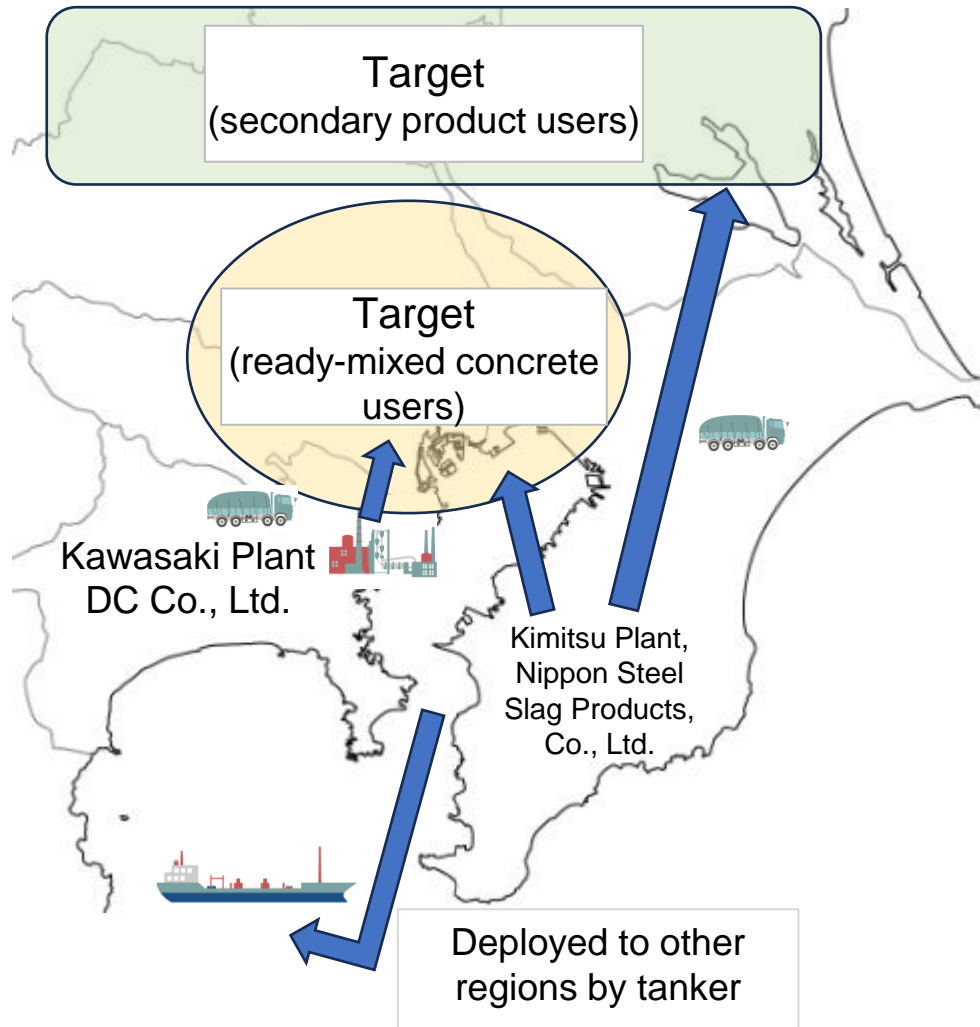 Target
(secondary product users)
Target
(ready-mixed concrete
users)
Kawasaki Plant
DC Co., Ltd.
Kimitsu Plant,
Nippon Steel
Slag Products,
Co., Ltd.
Deployed to other
regions by tanker